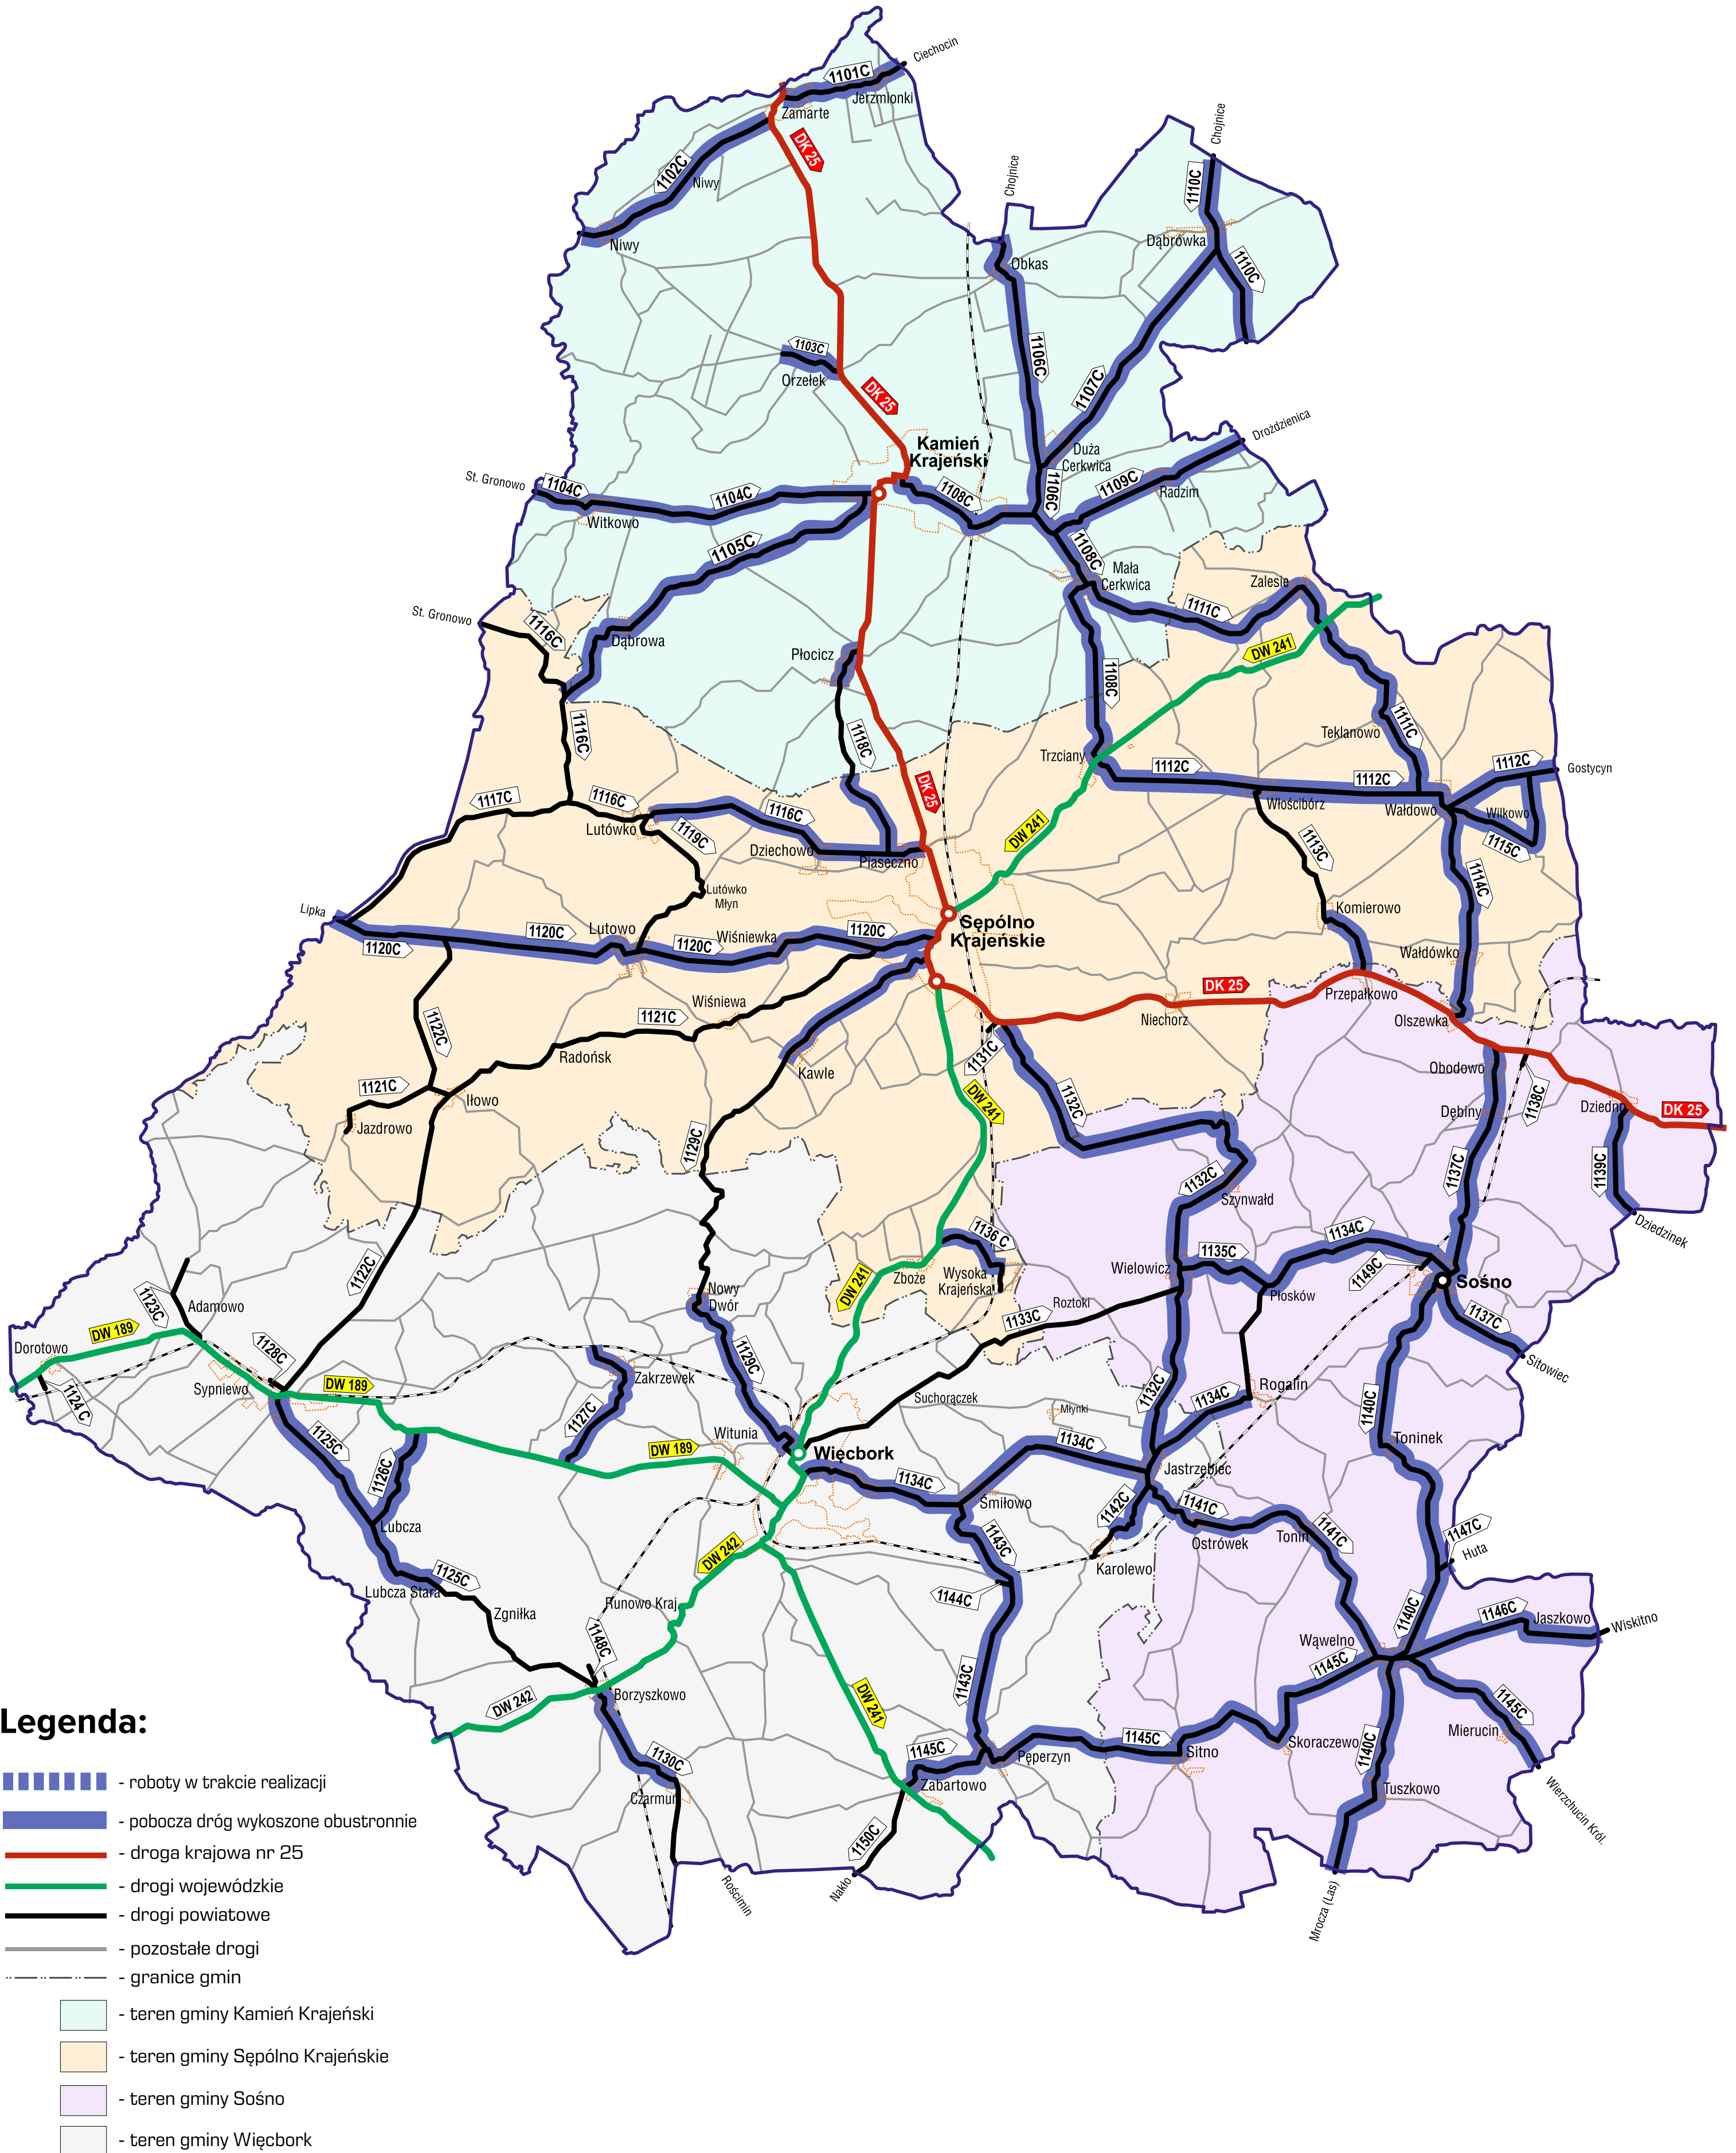 Ciechocin
1101C
Jerzmionki
Zamarte
DK 25
1102C
Niwy
Niwy
Chojnice
Chojnice
1110C
Dąbrówka
1110C
Obkas
1103C
Orzełek
1106C
1107C
DK 25
Kamień
Krajeński
Duża
Cerkwica
Drożdzienica
St. Gronowo
1104C
1104C
Witkowo
1108C
1106C
1109C
Radzim
1105C
1108C
Mała
Cerkwica
Zalesie
1111C
St. Gronowo
1116C
Dąbrowa
Płocicz
DW 241
1108C
1116C
1118C
1111C
Teklanowo
Trzciany
1112C
1112C
1112C
Gostycyn
DK 25
1117C
1116C
1116C
Lutówko
1119C
Dziechowo
Piaseczno
DW 241
Włościbórz
Wałdowo
Wilkowo
1113C
1115C
1114C
Lutówko
Młyn
Komierowo
Lipka
1120C
1120C
Lutowo
1120C
Wiśniewka
1120C
Sępólno
Krajeńskie
Wałdówko
DK 25
Przepałkowo
Niechorz
Olszewka
Wiśniewa
1121C
1122C
Radońsk
Kawle
1131C
1132C
Obodowo
1138C
Dębiny
Dziedno
DK 25
1121C
Iłowo
Jazdrowo
DW 241
1129C
1137C
1139C
1132C
Szynwałd
Dziedzinek
1136 C
1134C
1135C
Wielowicz
1149C
Sośno
Płosków
1122C
Zboże
Wysoka
Krajeńska
DW 241
Roztoki
1133C
1123C
Adamowo
Nowy
Dwór
DW 189
Dorotowo
1128C
1129C
1137C
Sitowiec
1124 C
Sypniewo
DW 189
Zakrzewek
Suchorączek
1132C
1134C
Rogalin
1140C
Młynki
1127C
Witunia
DW 189
Więcbork
1125C
1126C
1134C
1134C
Jastrzębiec
Toninek
Śmiłowo
1142C
1141C
Lubcza
Ostrówek
Tonin
1141C
1147C
Huta
DW 242
1143C
Karolewo
1125C
Lubcza Stara
Zgniłka
Runowo Kraj.
1144C
1140C
1146C
Jaszkowo
Wiskitno
1148C
Wąwelno
1145C
1143C
DW 242
Borzyszkowo
DW 241
1145C
Mierucin
1130C
1145C
Pęperzyn
1145C
Sitno
Skoraczewo
1140C
Czarmuń
Zabartowo
Tuszkowo
Wierzchucin Król.
1150C
Nakło
Rościmin
Mrocza (Las)
Legenda:
- roboty w trakcie realizacji
- pobocza dróg wykoszone obustronnie
- droga krajowa nr 25
- drogi wojewódzkie
- drogi powiatowe
- pozostałe drogi
- granice gmin
- teren gminy Kamień Krajeński
- teren gminy Sępólno Krajeńskie
- teren gminy Sośno
- teren gminy Więcbork